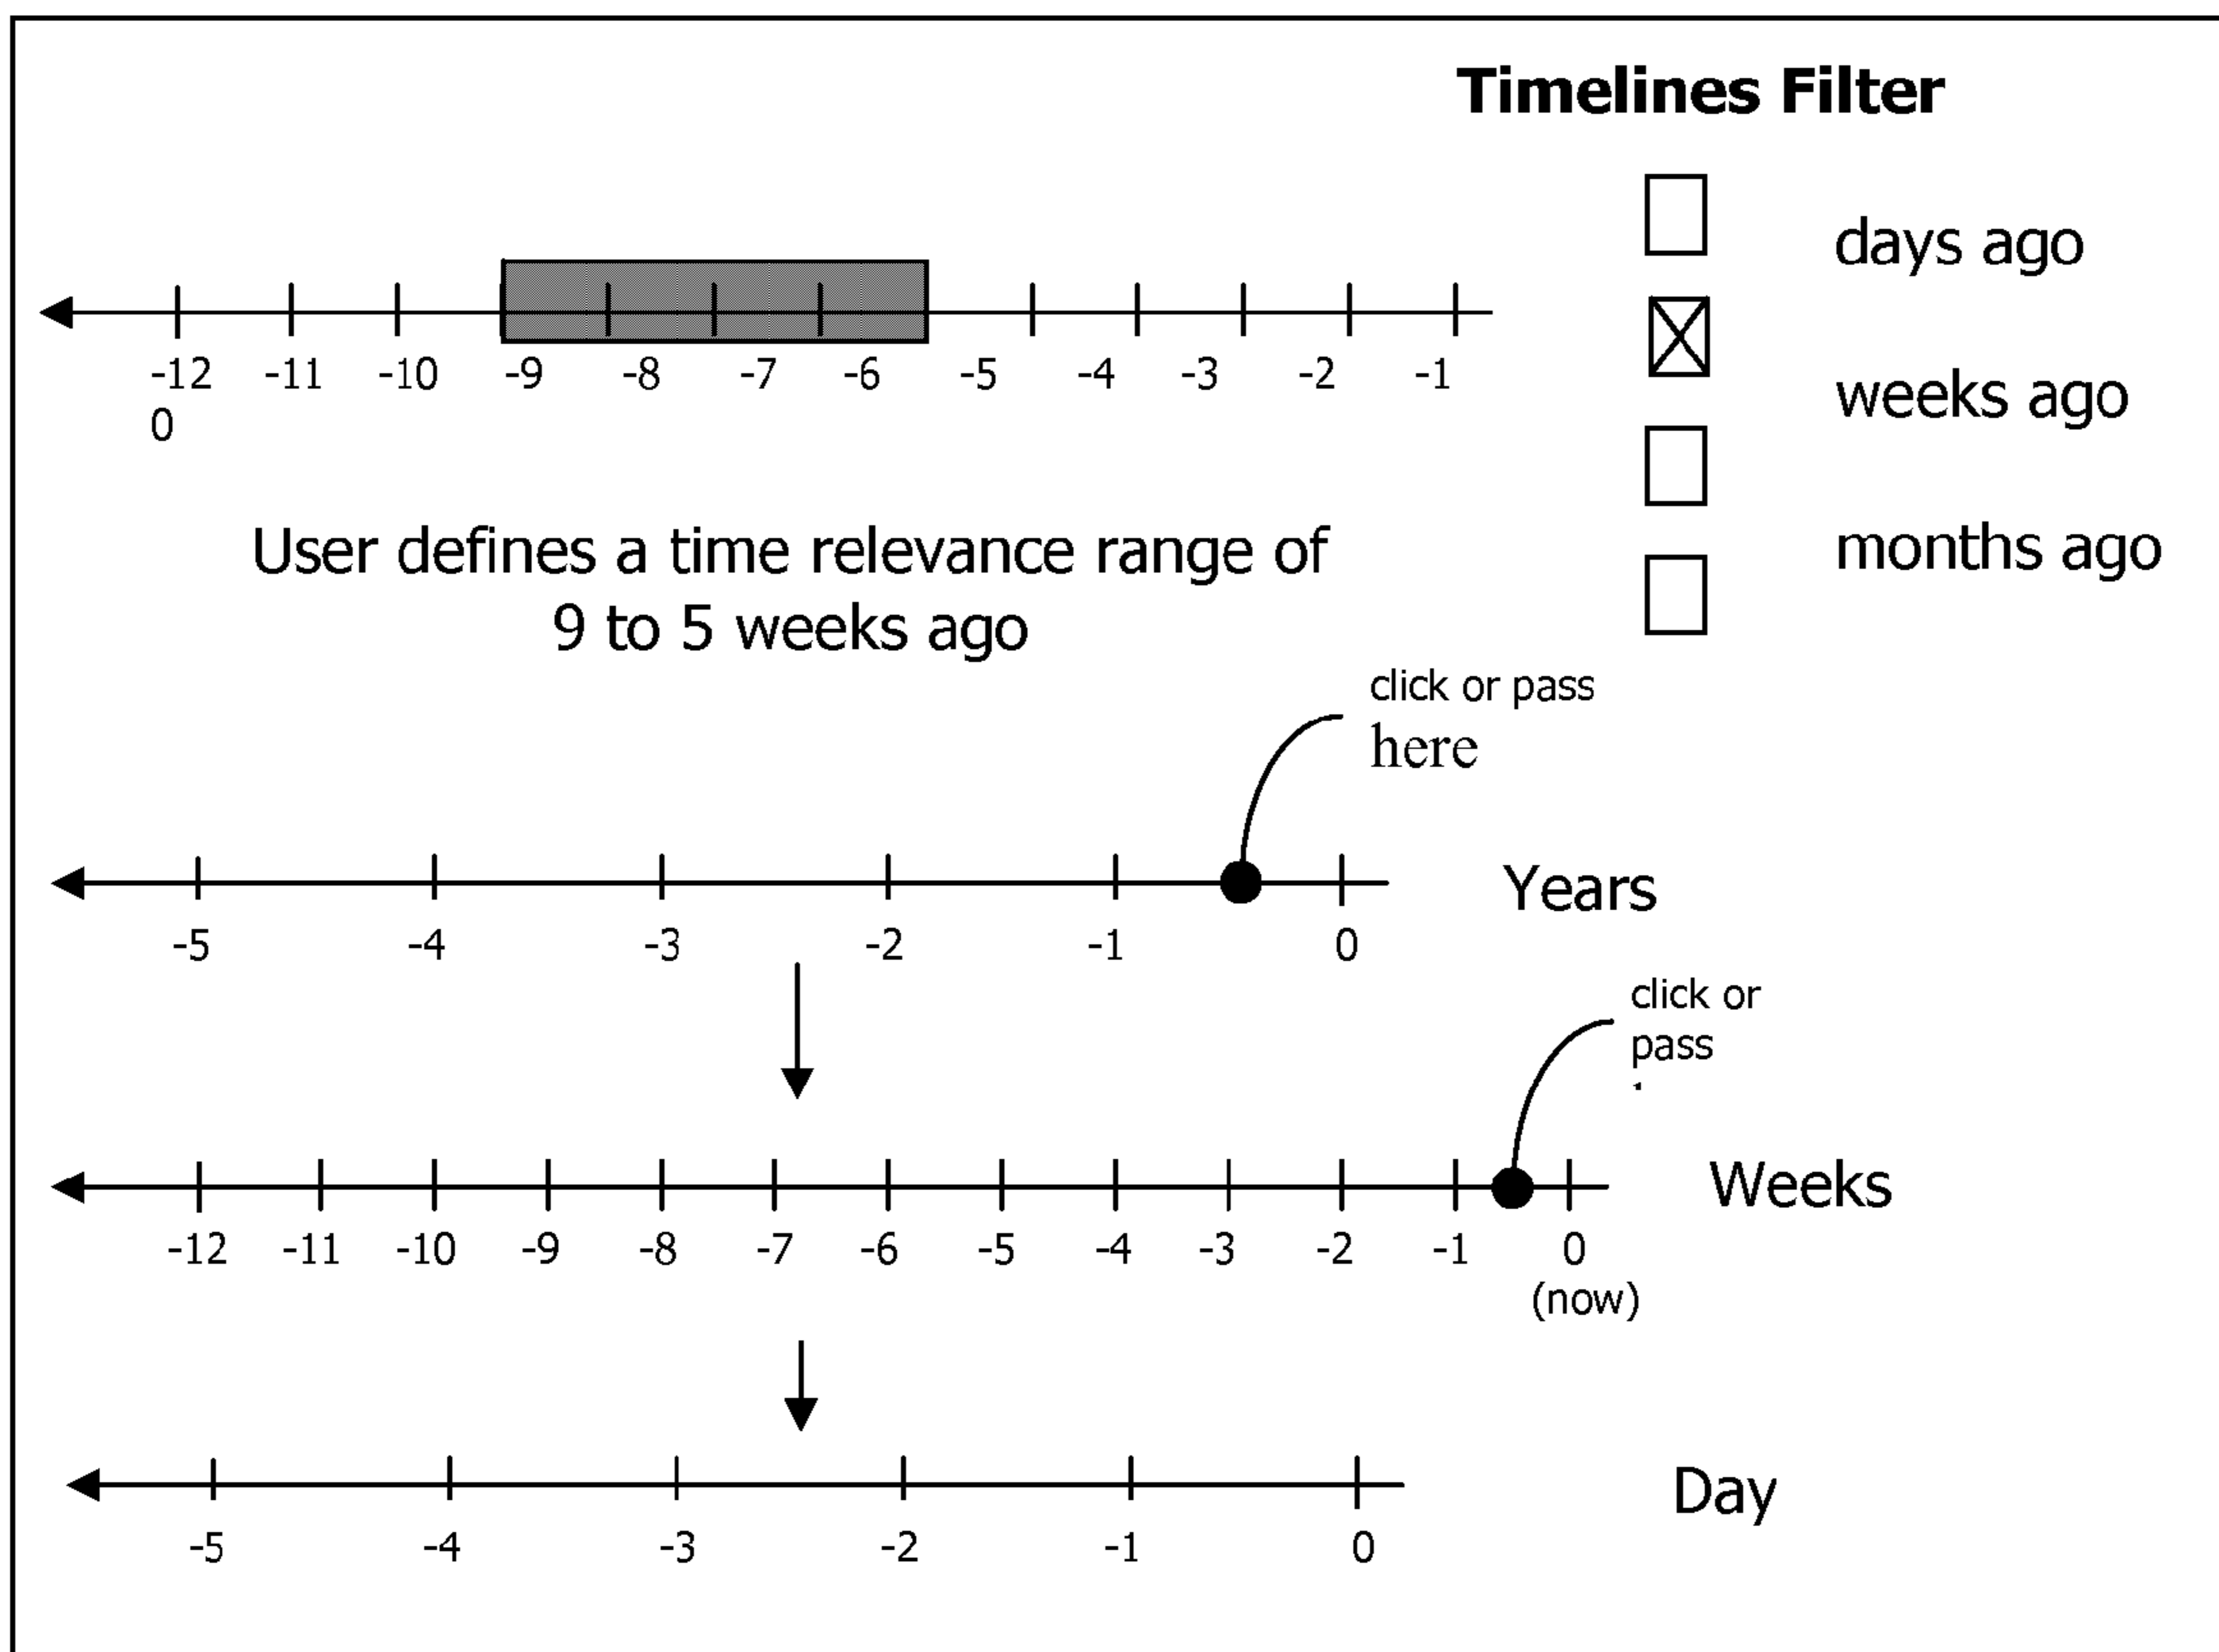 Timelines Filter
days ago
weeks ago
months ago
-12 -11 -10 -9 -8 -7 -6 -5 -4 -3 -2 -1
0
User defines a time relevance range of
9 to 5 weeks ago
click or pass
here
Years
-5 -4 -3 -2 -1 0
click or
pass
Weeks
-12 -11 -10 -9 -8 -7 -6 -5 -4 -3 -2 -1 0
(now)
Day
-5 -4 -3 -2 -1 0